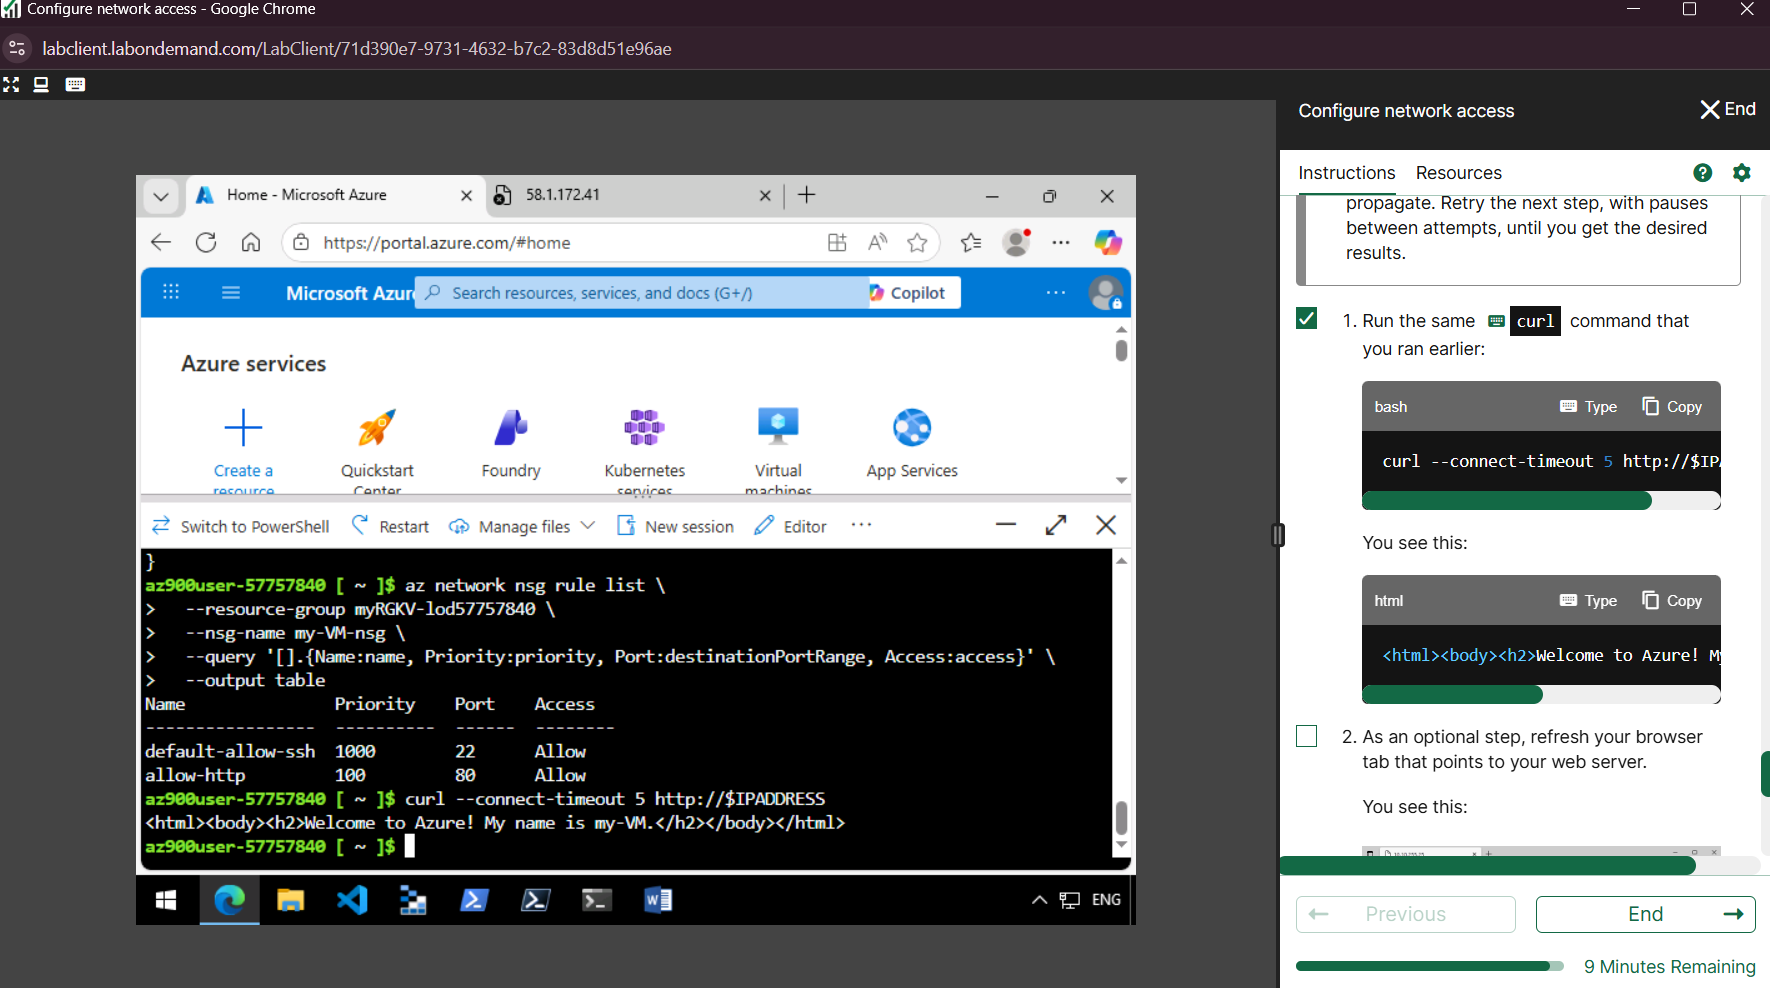 Configure network access - Google Chrome
labclient.labondemand.com/LabClient/71d390e7-9731-4632-b7c2-83d8d51e96ae
Configure network access
End
Instructions
Resources
Home - Microsoft Azure
58.1.172.41
https://portal.azure.com/#home
Microsoft Azur
Search resources, services, and docs (G+/)
Copilot
Azure services
Create a
resource
Quickstart
Center
Foundry
Kubernetes
services
Virtual
machines
App Services
Switch to PowerShell
Restart
Manage files
New session
Editor
}
az900user-57757840 [ ~ ]$ az network nsg rule list \
>   --resource-group myRGKV-lod57757840 \
>   --nsg-name my-VM-nsg \
>   --query '[].{Name:name, Priority:priority, Port:destinationPortRange, Access:access}' \
>   --output table
Name               Priority    Port    Access
-----------------  ----------  ------  --------
default-allow-ssh  1000        22      Allow
allow-http         100         80      Allow
az900user-57757840 [ ~ ]$ curl --connect-timeout 5 http://$IPADDRESS
<html><body><h2>Welcome to Azure! My name is my-VM.</h2></body></html>
az900user-57757840 [ ~ ]$
ENG
propagate. Retry the next step, with pauses
between attempts, until you get the desired
results.
1. Run the same curl command that
you ran earlier:
bash
Type
Copy
curl --connect-timeout 5 http://$IP
You see this:
html
Type
Copy
<html><body><h2>Welcome to Azure! M
2. As an optional step, refresh your browser
tab that points to your web server.
You see this:
Previous
End
9 Minutes Remaining